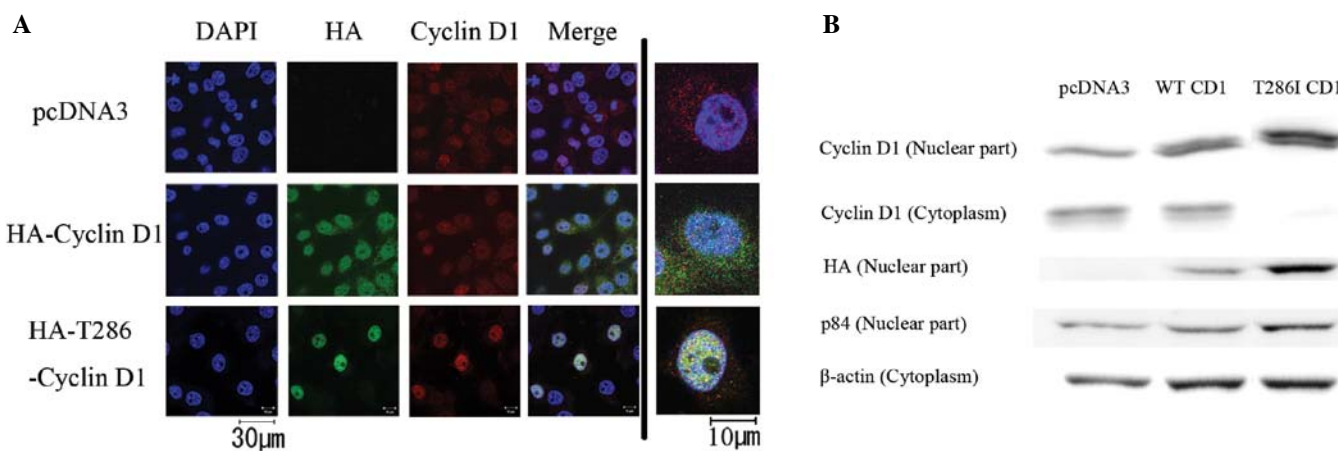 A
DAPI HA Cyclin D1 Merge
pcDNA3
HA-Cyclin D1
HA-T286
-Cyclin D1
30μm
10μm
B
pcDNA3 WT CD1 T286I CD1
Cyclin D1 (Nuclear part)
Cyclin D1 (Cytoplasm)
HA (Nuclear part)
p84 (Nuclear part)
β-actin (Cytoplasm)